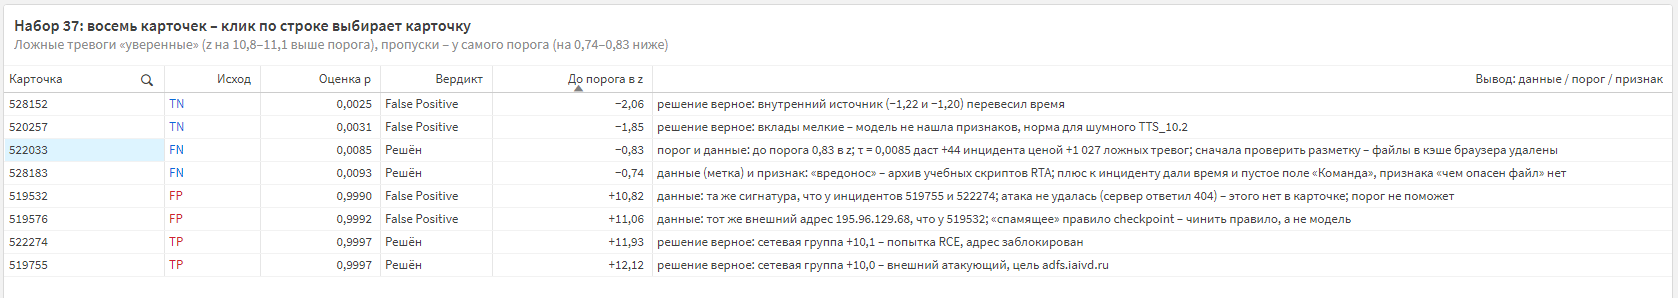 Набор 37: восемь карточек – клик по строке выбирает карточку
Ложные тревоги «уверенные» (z на 10,8–11,1 выше порога), пропуски – у самого порога (на 0,74–0,83 ниже)
Карточка Исход Оценка p Вердикт До порога в z Вывод: данные / порог / признак
528152 TN 0,0025 False Positive −2,06 решение верное: внутренний источник (−1,22 и −1,20) перевесил время
520257 TN 0,0031 False Positive −1,85 решение верное: вклады мелкие – модель не нашла признаков, норма для шумного TTS_10.2
522033 FN 0,0085 Решён −0,83 порог и данные: до порога 0,83 в z; τ = 0,0085 даст +44 инцидента ценой +1 027 ложных тревог; сначала проверить разметку – файлы в кэше браузера удалены
528183 FN 0,0093 Решён −0,74 данные (метка) и признак: «вредонос» – архив учебных скриптов RTA; плюс к инциденту дали время и пустое поле «Команда», признака «чем опасен файл» нет
519532 FP 0,9990 False Positive +10,82 данные: та же сигнатура, что у инцидентов 519755 и 522274; атака не удалась (сервер ответил 404) – этого нет в карточке; порог не поможет
519576 FP 0,9992 False Positive +11,06 данные: тот же внешний адрес 195.96.129.68, что у 519532; «спамящее» правило checkpoint – чинить правило, а не модель
522274 TP 0,9997 Решён +11,93 решение верное: сетевая группа +10,1 – попытка RCE, адрес заблокирован
519755 TP 0,9997 Решён +12,12 решение верное: сетевая группа +10,0 – внешний атакующий, цель adfs.iaivd.ru